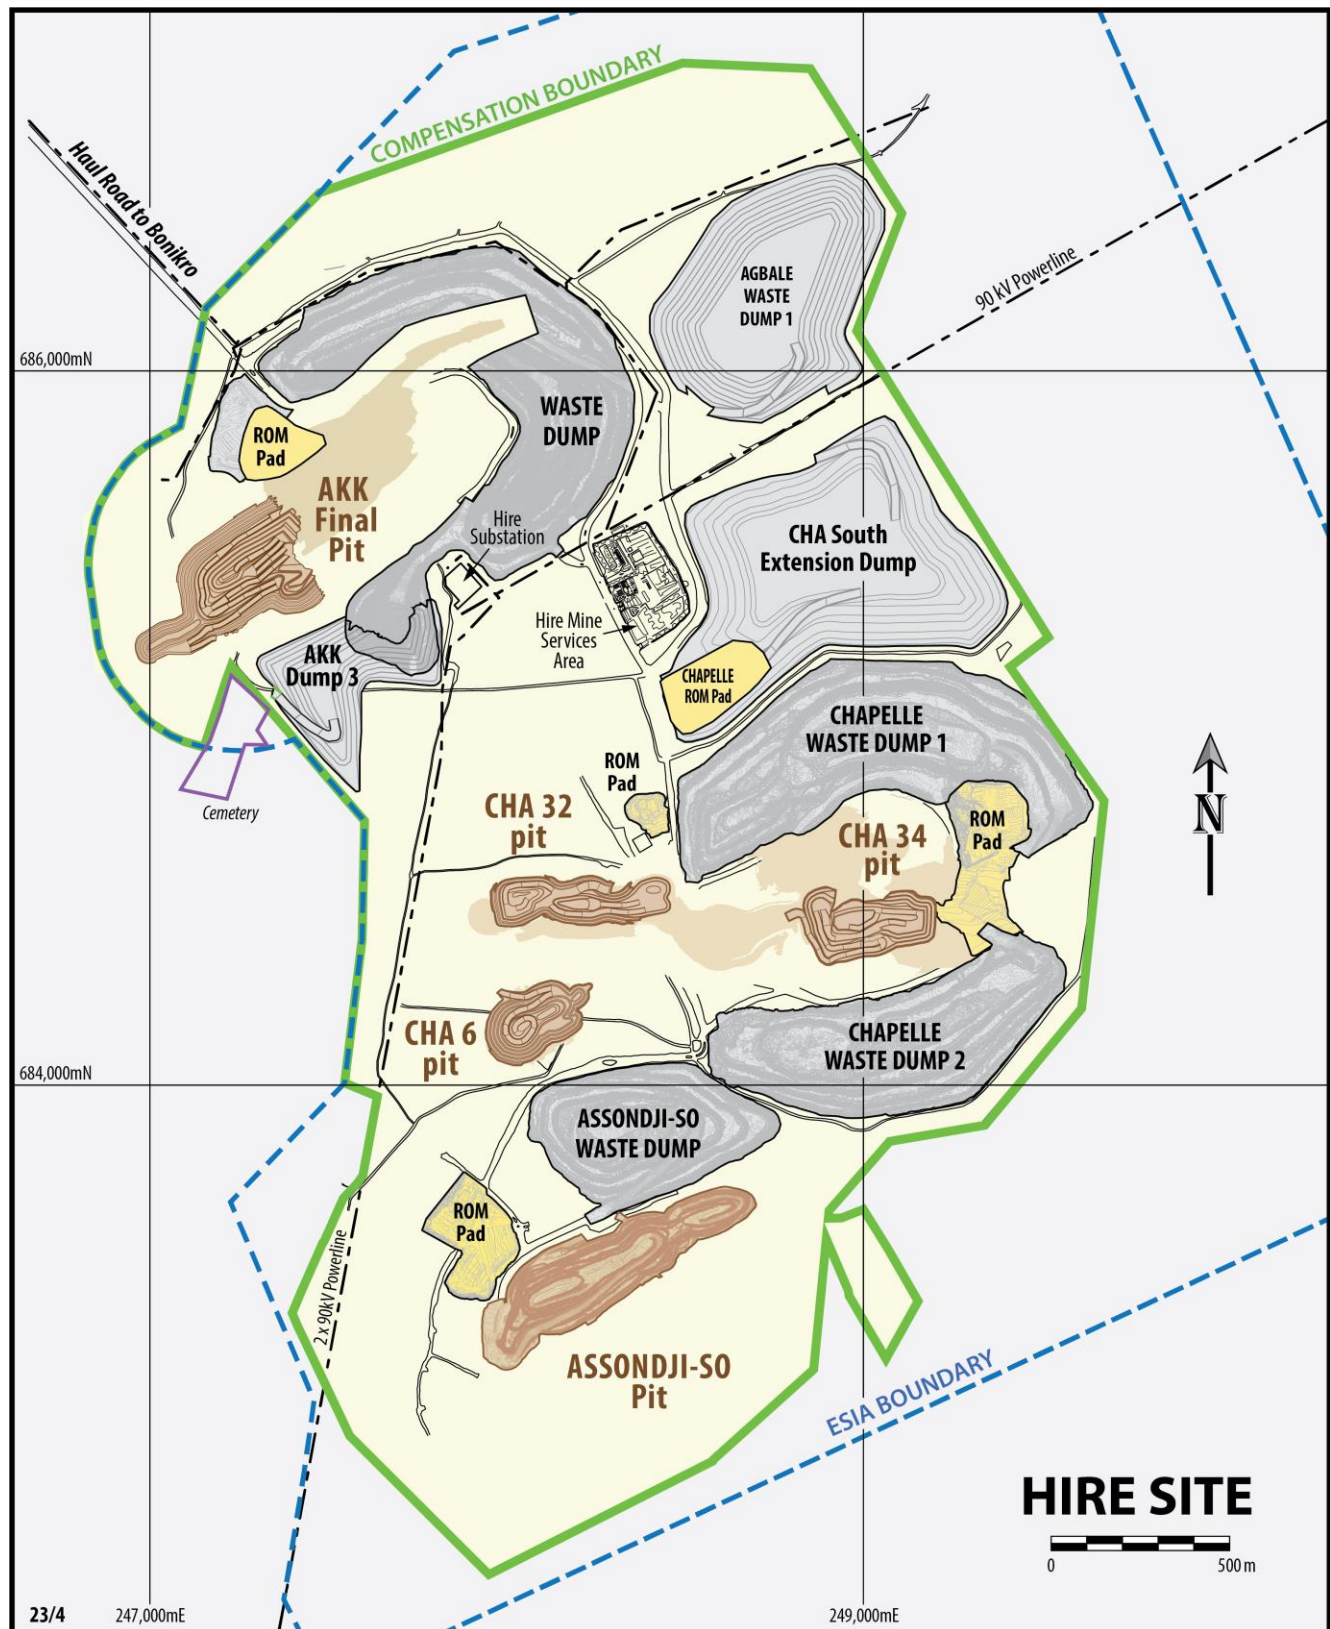 COMPENSATION BOUNDARY
Haul Road to Bonikro
AGBALE
WASTE
DUMP 1
90 kV Powerline
686,000mN
WASTE
DUMP
ROM
Pad
AKK
Final
Pit
Hire
Substation
CHA South
Extension Dump
Hire Mine
Services
Area
AKK
Dump 3
CHAPELLE
ROM Pad
CHAPELLE
WASTE DUMP 1
ROM
Pad
Cemetery
CHA 32
pit
CHA 34
pit
ROM
Pad
N
CHA 6
pit
CHAPELLE
WASTE DUMP 2
684,000mN
ASSONDJI-SO
WASTE DUMP
ROM
Pad
2 x 90kV Powerline
ASSONDJI-SO
Pit
ESIA BOUNDARY
HIRE SITE
0 500 m
23/4 247,000mE 249,000mE